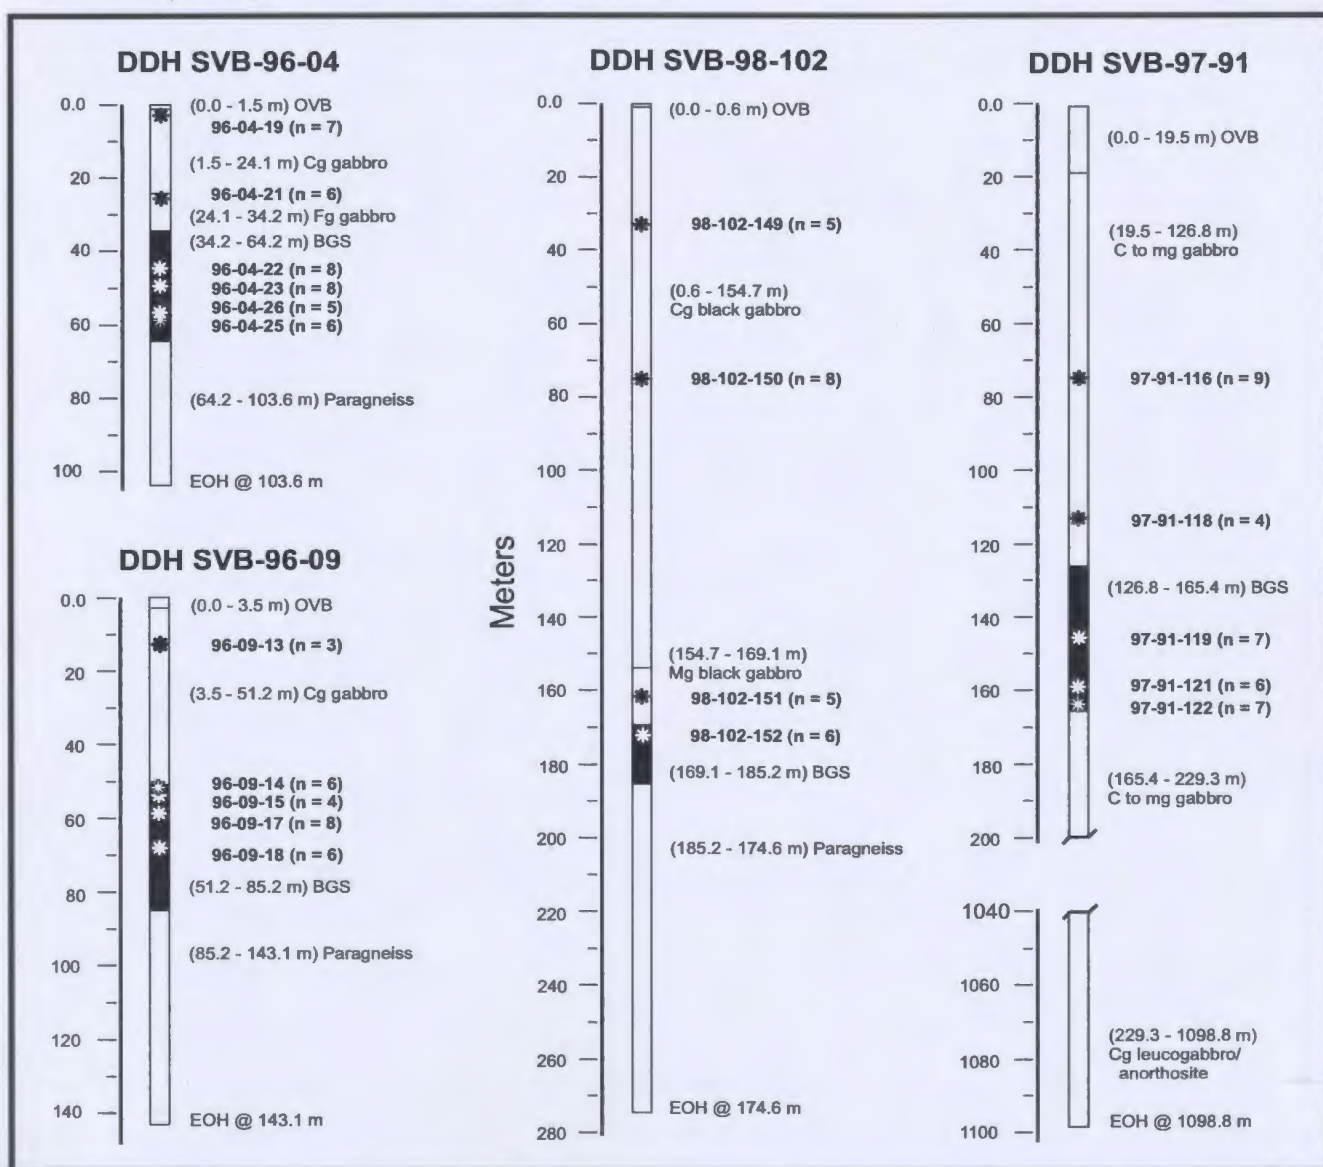 DDH SVB-96-04
0.0
20
40
60
80
100
(0.0 - 1.5 m) OVB
96-04-19 (n = 7)
(1.5 - 24.1 m) Cg gabbro
96-04-21 (n = 6)
(24.1 - 34.2 m) Fg gabbro
(34.2 - 64.2 m) BGS
96-04-22 (n = 8)
96-04-23 (n = 8)
96-04-26 (n = 5)
96-04-25 (n = 6)
(64.2 - 103.6 m) Paragneiss
EOH @ 103.6 m
DDH SVB-96-09
0.0
20
40
60
80
100
120
140
(0.0 - 3.5 m) OVB
96-09-13 (n = 3)
(3.5 - 51.2 m) Cg gabbro
96-09-14 (n = 6)
96-09-15 (n = 4)
96-09-17 (n = 8)
96-09-18 (n = 6)
(51.2 - 85.2 m) BGS
(85.2 - 143.1 m) Paragneiss
EOH @ 143.1 m
Meters
DDH SVB-98-102
0.0
20
40
60
80
100
120
140
160
180
200
220
240
260
280
(0.0 - 0.6 m) OVB
98-102-149 (n = 5)
(0.6 - 154.7 m)
Cg black gabbro
98-102-150 (n = 8)
(154.7 - 169.1 m)
Mg black gabbro
98-102-151 (n = 5)
98-102-152 (n = 6)
(169.1 - 185.2 m) BGS
(185.2 - 174.6 m) Paragneiss
EOH @ 174.6 m
DDH SVB-97-91
0.0
20
40
60
80
100
120
140
160
180
200
1040
1060
1080
1100
(0.0 - 19.5 m) OVB
(19.5 - 126.8 m)
C to mg gabbro
97-91-116 (n = 9)
97-91-118 (n = 4)
(126.8 - 165.4 m) BGS
97-91-119 (n = 7)
97-91-121 (n = 6)
97-91-122 (n = 7)
(165.4 - 229.3 m)
C to mg gabbro
(229.3 - 1098.8 m)
Cg leucogabbro/
anorthosite
EOH @ 1098.8 m